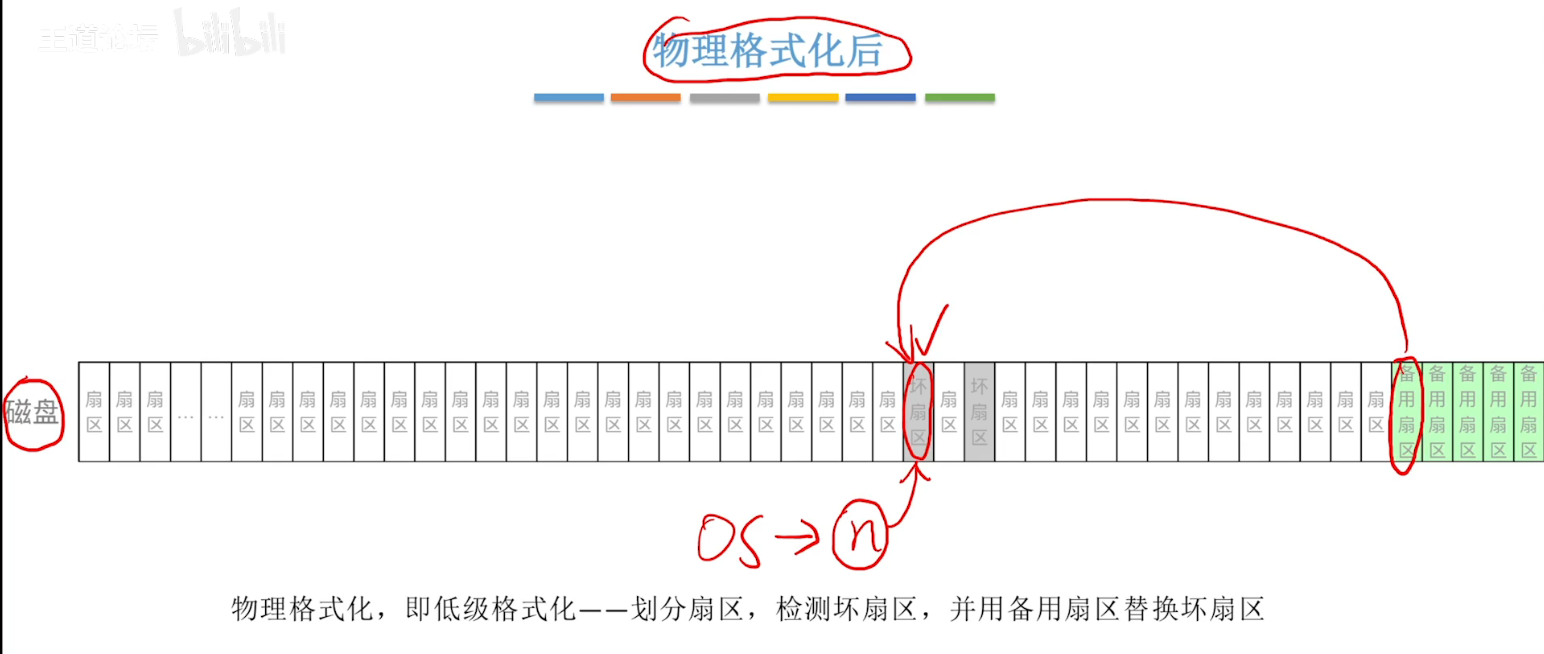 王道论坛 bilibili
物理格式化后
磁盘 扇区 扇区 扇区 … … 扇区 扇区 扇区 扇区 扇区 扇区 扇区 扇区 扇区 扇区 扇区 扇区 扇区 扇区 扇区 扇区 扇区 扇区 扇区 扇区 扇区 扇区 坏扇区 扇区 坏扇区 扇区 扇区 扇区 扇区 扇区 扇区 扇区 扇区 扇区 扇区 扇区 扇区 扇区 备用扇区 备用扇区 备用扇区 备用扇区 备用扇区
OS→n
物理格式化，即低级格式化——划分扇区，检测坏扇区，并用备用扇区替换坏扇区